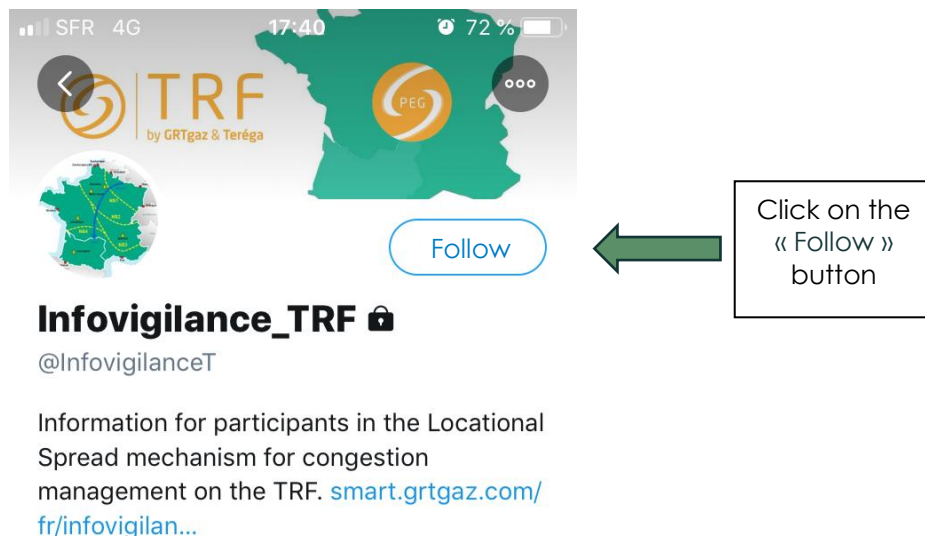 SFR 4G 17:40 72 %
TRF
by GRTgaz & Teréga
PEG
Follow
Click on the
« Follow »
button
Infovigilance_TRF
@InfovigilanceT
Information for participants in the Locational
Spread mechanism for congestion
management on the TRF. smart.grtgaz.com/
fr/infovigilan...